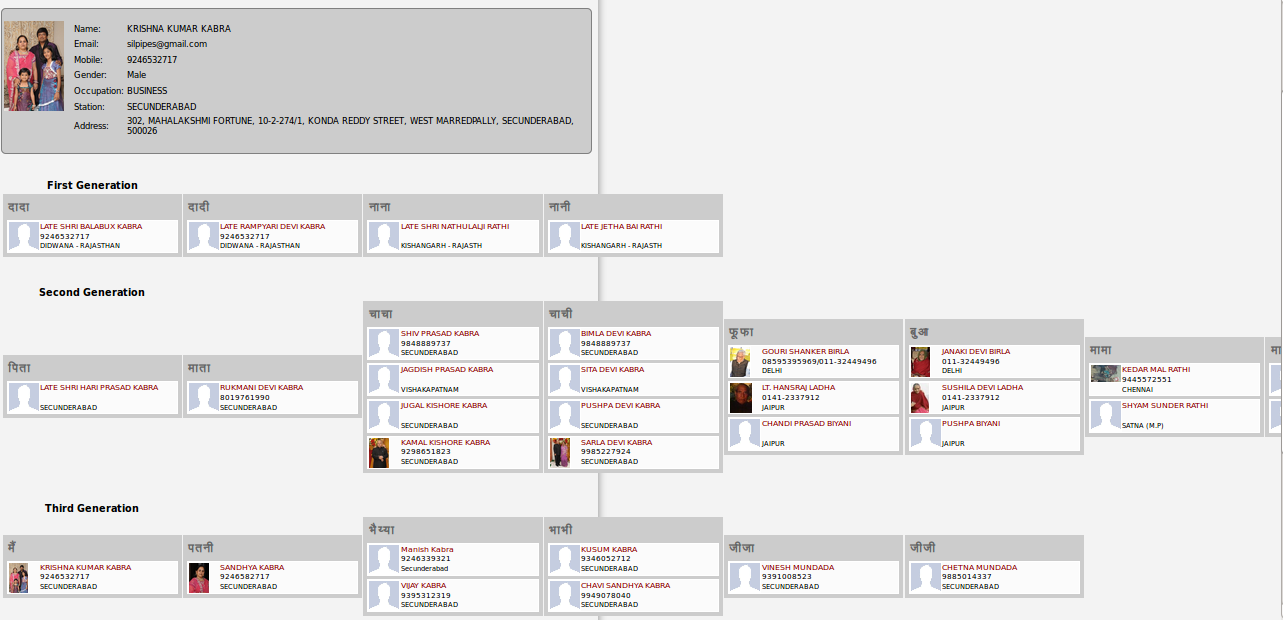 Name: KRISHNA KUMAR KABRA
Email: silpipes@gmail.com
Mobile: 9246532717
Gender: Male
Occupation: BUSINESS
Station: SECUNDERABAD
Address: 302, MAHALAKSHMI FORTUNE, 10-2-274/1, KONDA REDDY STREET, WEST MARREDPALLY, SECUNDERABAD,
500026
First Generation
दादा
LATE SHRI BALABUX KABRA
9246532717
DIDWANA - RAJASTHAN
दादी
LATE RAMPYARI DEVI KABRA
9246532717
DIDWANA - RAJASTHAN
नाना
LATE SHRI NATHULALJI RATHI
KISHANGARH - RAJASTH
नानी
LATE JETHA BAI RATHI
KISHANGARH - RAJASTH
Second Generation
पिता
LATE SHRI HARI PRASAD KABRA
SECUNDERABAD
माता
RUKMANI DEVI KABRA
8019761990
SECUNDERABAD
चाचा
SHIV PRASAD KABRA
9848889737
SECUNDERABAD
JAGDISH PRASAD KABRA
VISHAKAPATNAM
JUGAL KISHORE KABRA
SECUNDERABAD
KAMAL KISHORE KABRA
9298651823
SECUNDERABAD
चाची
BIMLA DEVI KABRA
9848889737
SECUNDERABAD
SITA DEVI KABRA
VISHAKAPATNAM
PUSHPA DEVI KABRA
SECUNDERABAD
SARLA DEVI KABRA
9985227924
SECUNDERABAD
फूफा
GOURI SHANKER BIRLA
08595395969/011-32449496
DELHI
LT. HANSRAJ LADHA
0141-2337912
JAIPUR
CHANDI PRASAD BIYANI
JAIPUR
बुआ
JANAKI DEVI BIRLA
011-32449496
DELHI
SUSHILA DEVI LADHA
0141-2337912
JAIPUR
PUSHPA BIYANI
JAIPUR
मामा
KEDAR MAL RATHI
9445572551
CHENNAI
SHYAM SUNDER RATHI
SATNA (M.P)
मा
Third Generation
मैं
KRISHNA KUMAR KABRA
9246532717
SECUNDERABAD
पतनी
SANDHYA KABRA
9246582717
SECUNDERABAD
भैय्या
Manish Kabra
9246339321
Secunderabad
VIJAY KABRA
9395312319
SECUNDERABAD
भाभी
KUSUM KABRA
9346052712
SECUNDERABAD
CHAVI SANDHYA KABRA
9949078040
SECUNDERABAD
जीजा
VINESH MUNDADA
9391008523
SECUNDERABAD
जीजी
CHETNA MUNDADA
9885014337
SECUNDERABAD